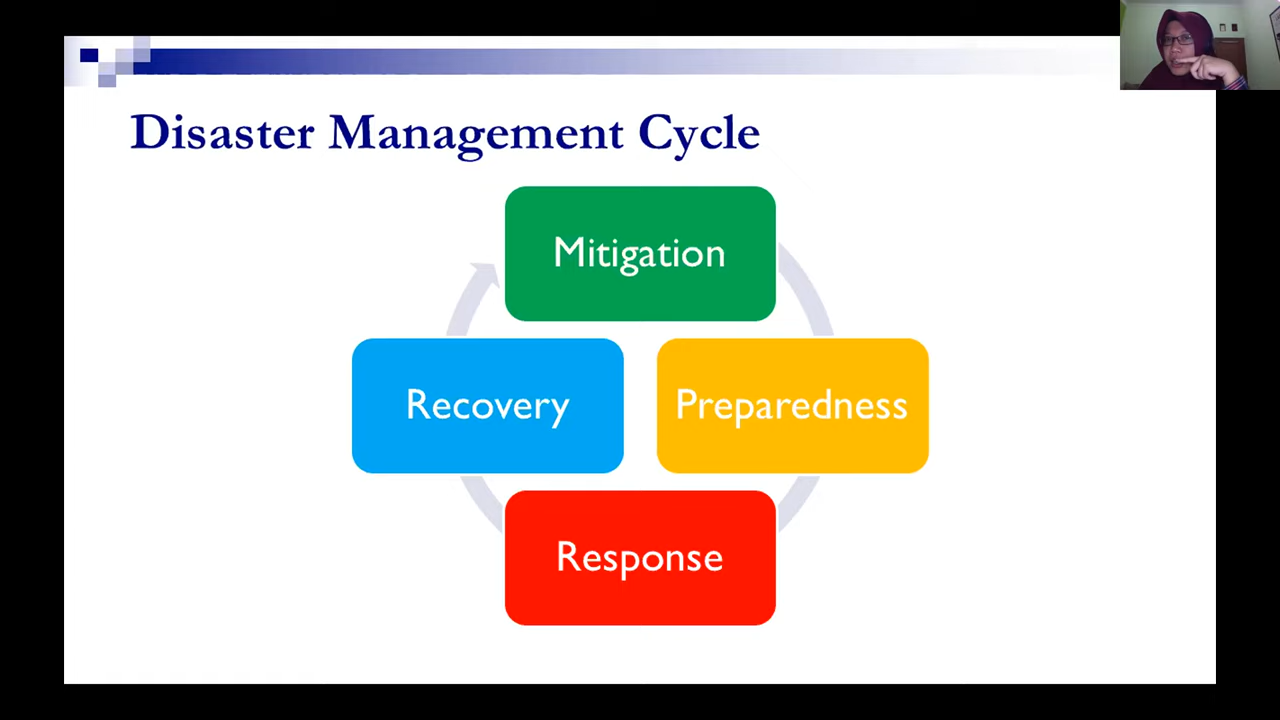 Disaster Management Cycle
Mitigation
Recovery
Preparedness
Response